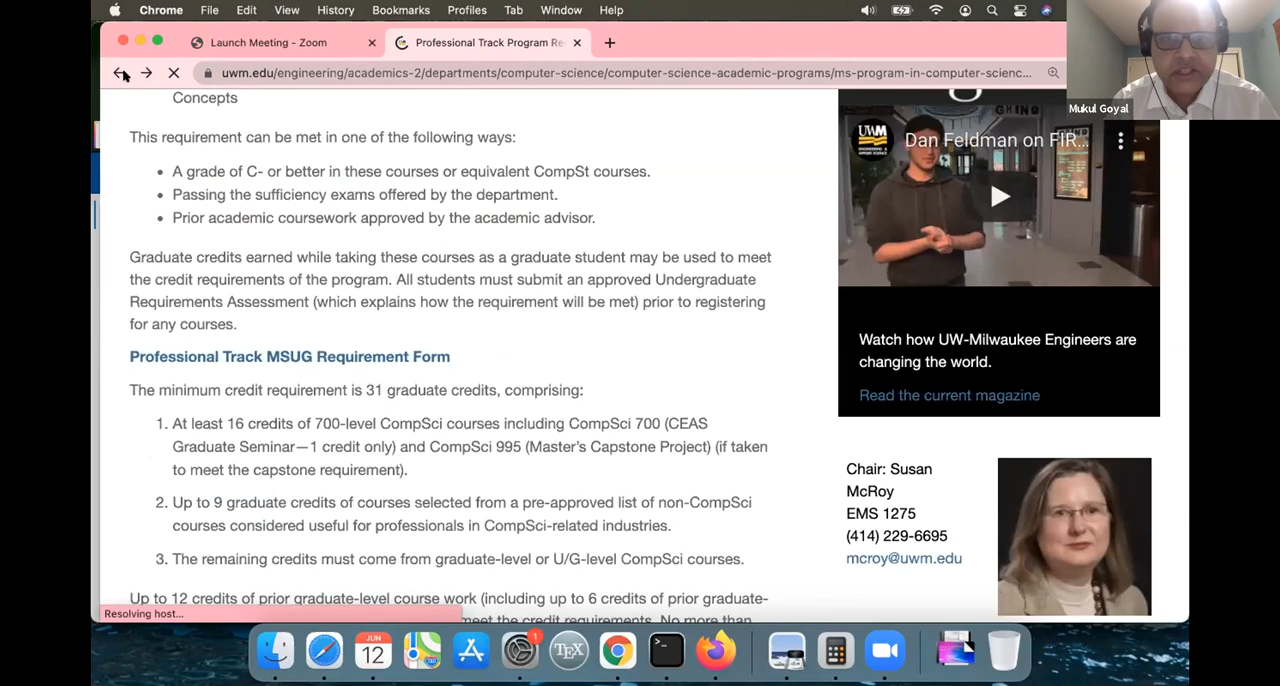 Chrome File Edit View History Bookmarks Profiles Tab Window Help
Launch Meeting - Zoom
Professional Track Program Re
uwm.edu/engineering/academics-2/departments/computer-science/computer-science-academic-programs/ms-program-in-computer-scienc...
Mukul Goyal
Concepts
This requirement can be met in one of the following ways:
• A grade of C- or better in these courses or equivalent CompSt courses.
• Passing the sufficiency exams offered by the department.
• Prior academic coursework approved by the academic advisor.
Graduate credits earned while taking these courses as a graduate student may be used to meet
the credit requirements of the program. All students must submit an approved Undergraduate
Requirements Assessment (which explains how the requirement will be met) prior to registering
for any courses.
Professional Track MSUG Requirement Form
The minimum credit requirement is 31 graduate credits, comprising:
1. At least 16 credits of 700-level CompSci courses including CompSci 700 (CEAS
Graduate Seminar—1 credit only) and CompSci 995 (Master's Capstone Project) (if taken
to meet the capstone requirement).
2. Up to 9 graduate credits of courses selected from a pre-approved list of non-CompSci
courses considered useful for professionals in CompSci-related industries.
3. The remaining credits must come from graduate-level or U/G-level CompSci courses.
Up to 12 credits of prior graduate-level course work (including up to 6 credits of prior graduate-
meet the credit requirements. No more than
Resolving host...
UWM
Dan Feldman on FIR...
Watch how UW-Milwaukee Engineers are
changing the world.
Read the current magazine
Chair: Susan
McRoy
EMS 1275
(414) 229-6695
mcroy@uwm.edu
JUN
12
TEX
1